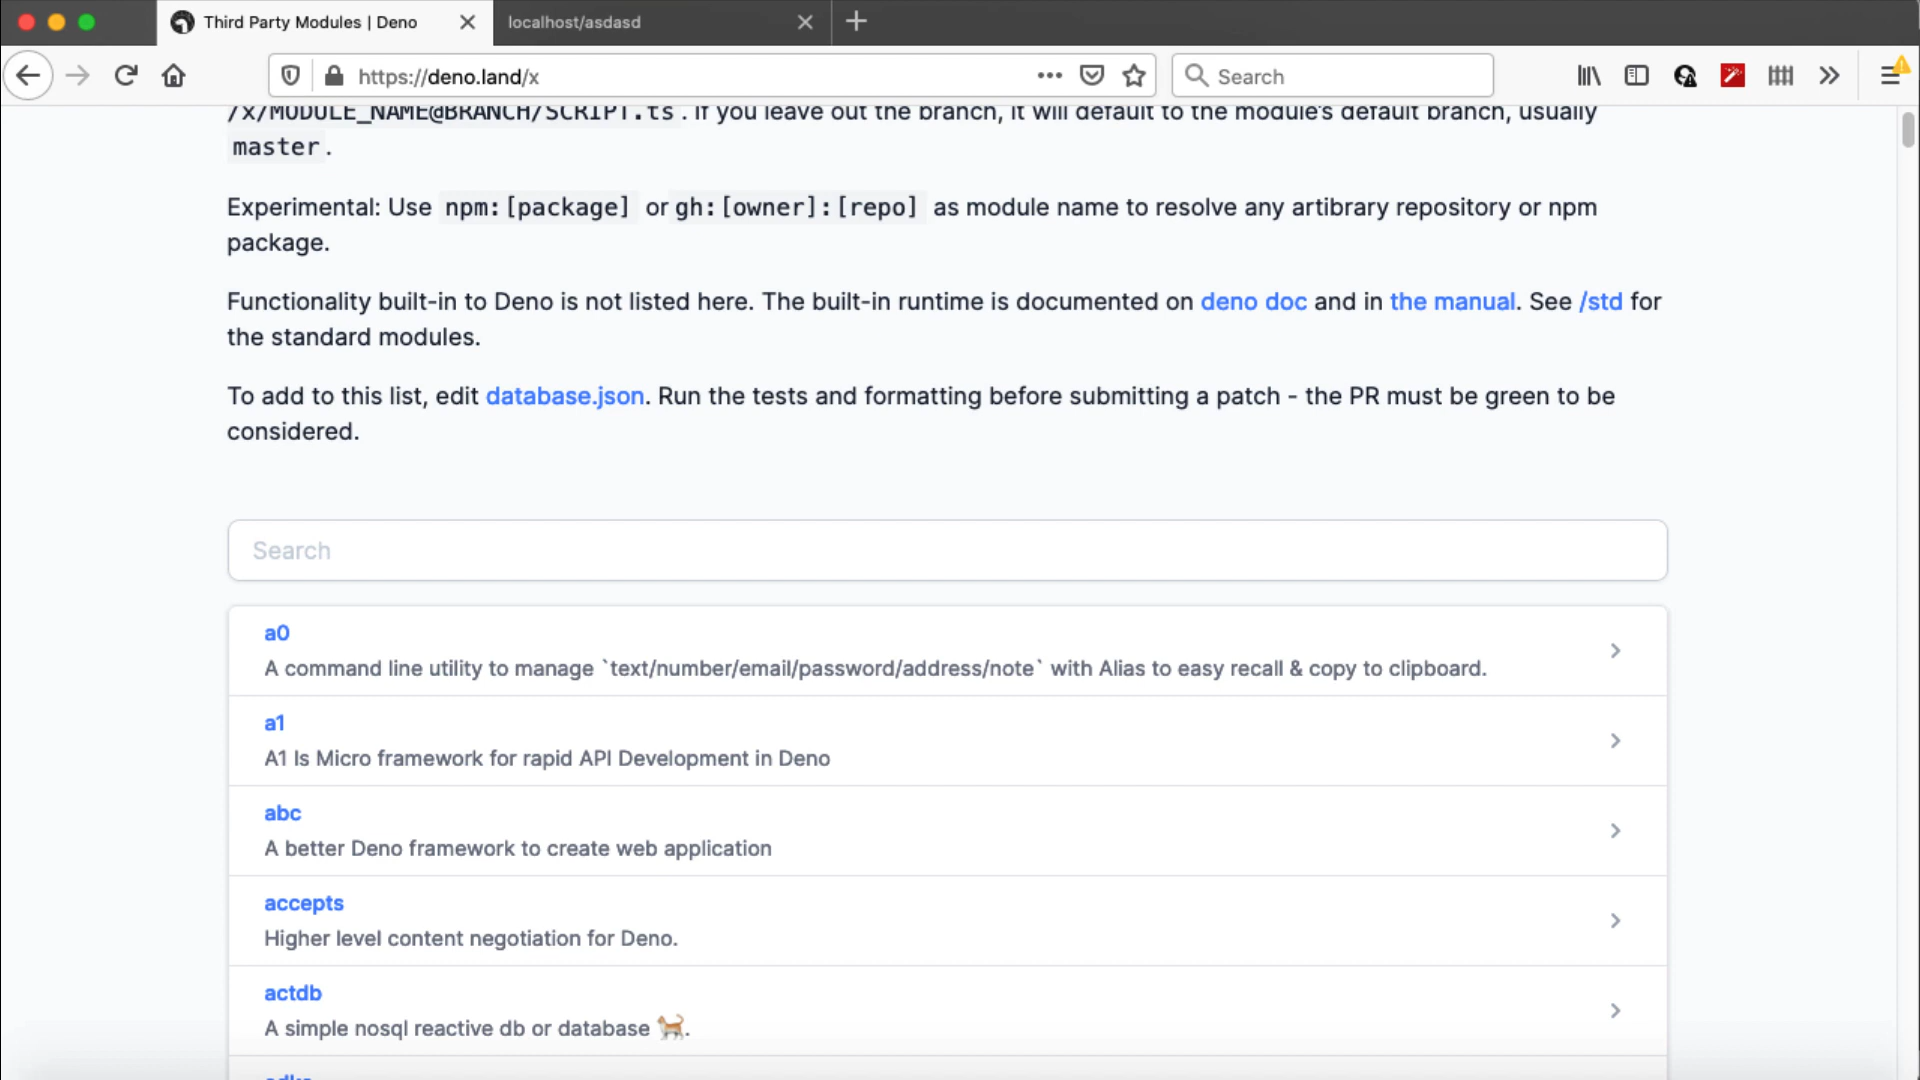 Third Party Modules | Deno
localhost/asdasd
https://deno.land/x
Search
/x/MODULE_NAME@BRANCH/SCRIPT.ts. If you leave out the branch, it will default to the module's default branch, usually
master.
Experimental: Use npm:[package] or gh:[owner]:[repo] as module name to resolve any artibrary repository or npm
package.
Functionality built-in to Deno is not listed here. The built-in runtime is documented on deno doc and in the manual. See /std for
the standard modules.
To add to this list, edit database.json. Run the tests and formatting before submitting a patch - the PR must be green to be
considered.
Search
a0
A command line utility to manage `text/number/email/password/address/note` with Alias to easy recall & copy to clipboard.
a1
A1 Is Micro framework for rapid API Development in Deno
abc
A better Deno framework to create web application
accepts
Higher level content negotiation for Deno.
actdb
A simple nosql reactive db or database 🐈.